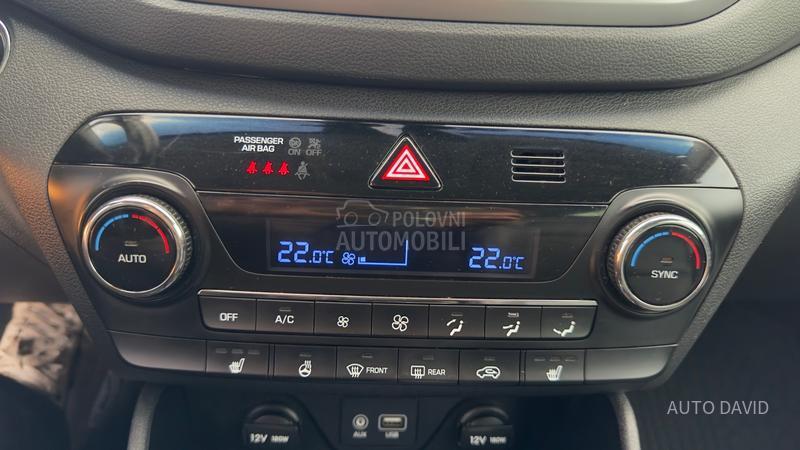 PASSENGER
AIR BAG ON OFF
POLOVNI
AUTOMOBILI
22.0°C 22.0°C
AUTO SYNC
OFF A/C
FRONT REAR
12V 180W AUX USB 12V 180W
AUTO DAVID